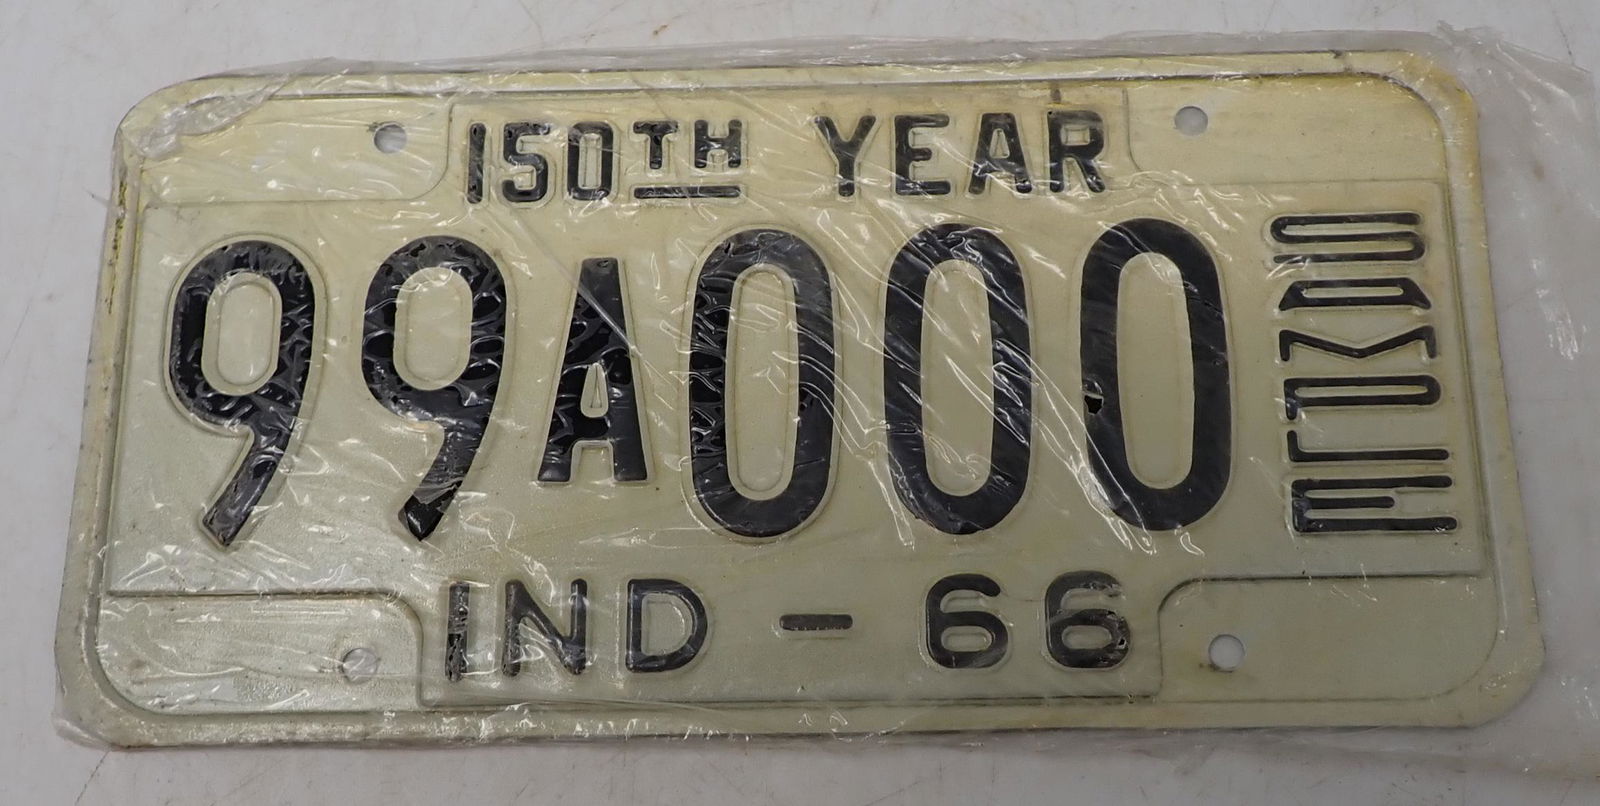 150TH YEAR
99A000
SAMPLE
IND - 66